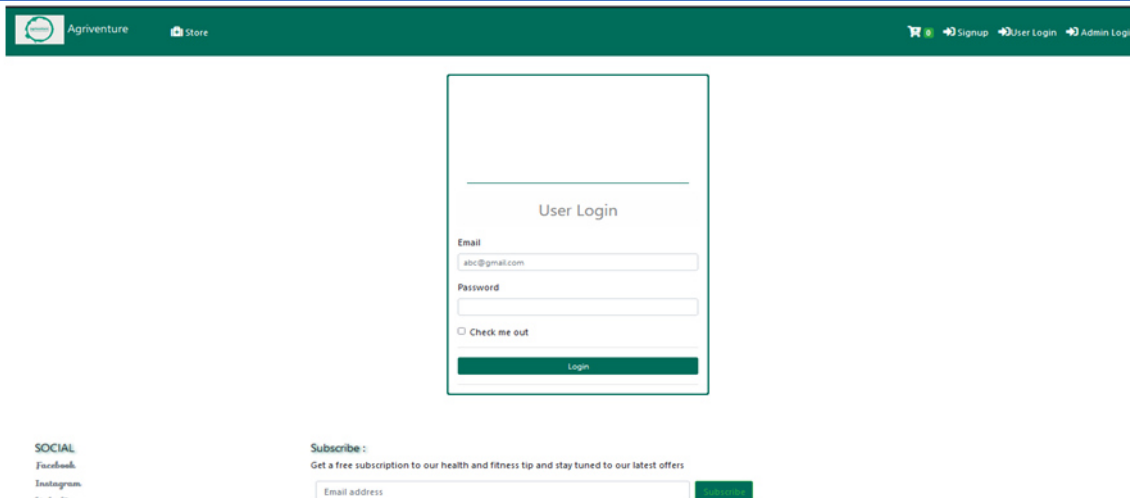 Agriventure
Store
0
Signup
User Login
Admin Logi
User Login
Email
abc@gmail.com
Password
Check me out
Login
SOCIAL
Facebook
Instagram
Subscribe :
Get a free subscription to our health and fitness tip and stay tuned to our latest offers
Email address
Subscribe